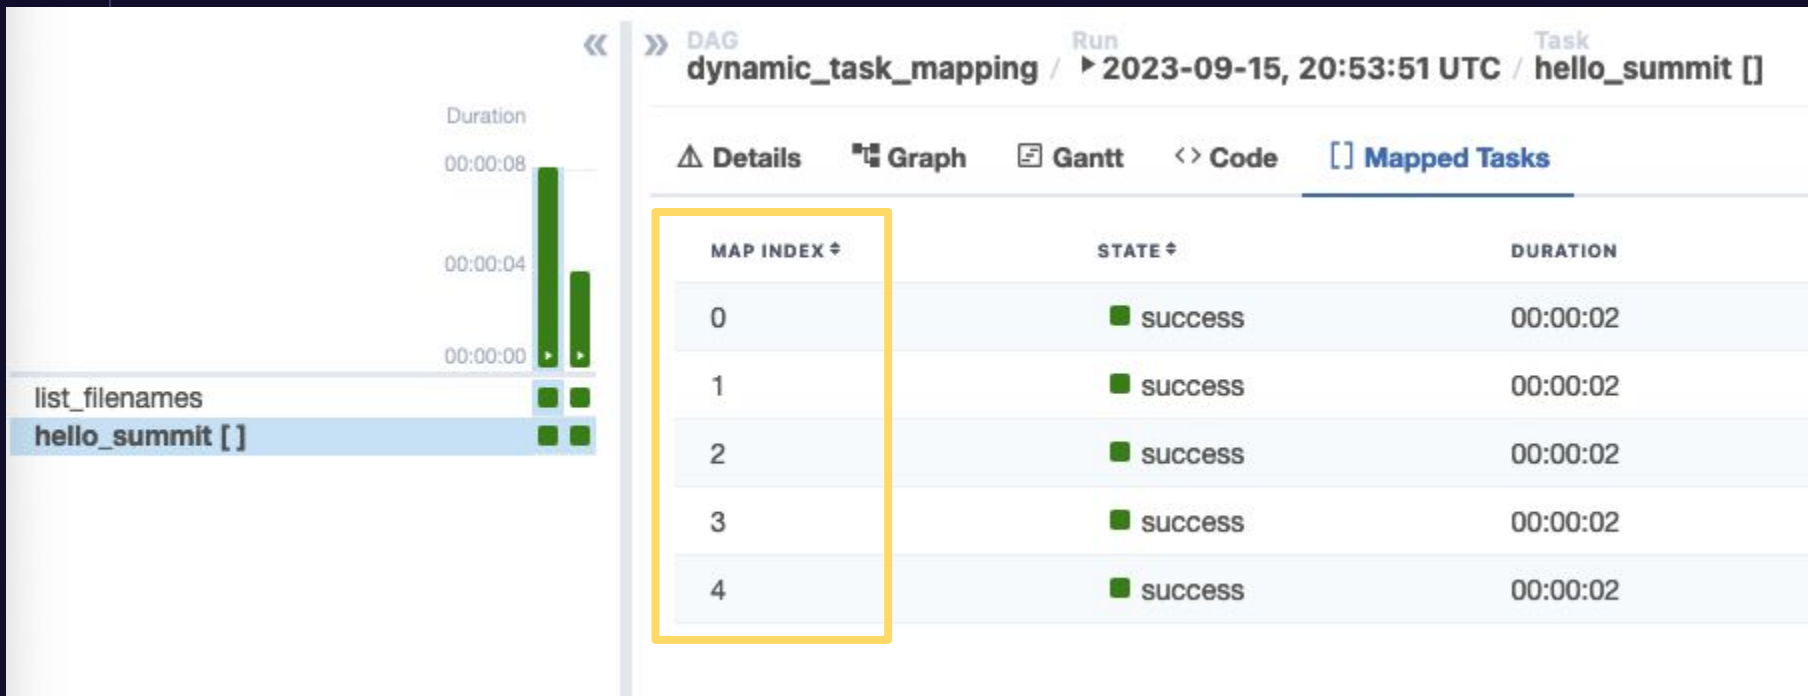 Duration
00:00:08
00:00:04
00:00:00
list_filenames
hello_summit [ ]
DAG
dynamic_task_mapping /
Run
2023-09-15, 20:53:51 UTC /
Task
hello_summit []
Details Graph Gantt Code [ ] Mapped Tasks
MAP INDEX STATE DURATION
0 success 00:00:02
1 success 00:00:02
2 success 00:00:02
3 success 00:00:02
4 success 00:00:02